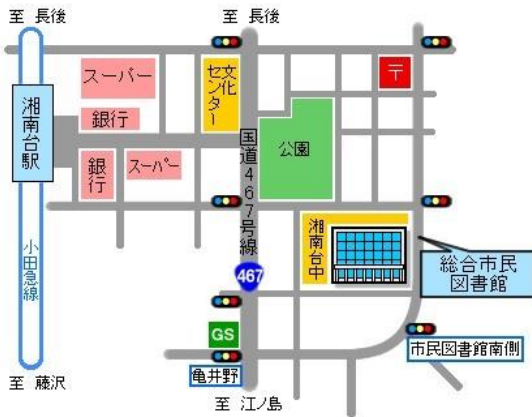 至 長後
至 長後
スーパー
文化
センター
〒
湘南台駅
銀行
銀行
スーパー
国道467号線
公園
小田急線
湘南台中
総合市民
図書館
467
GS
市民図書館南側
亀井野
至 藤沢
至 江ノ島